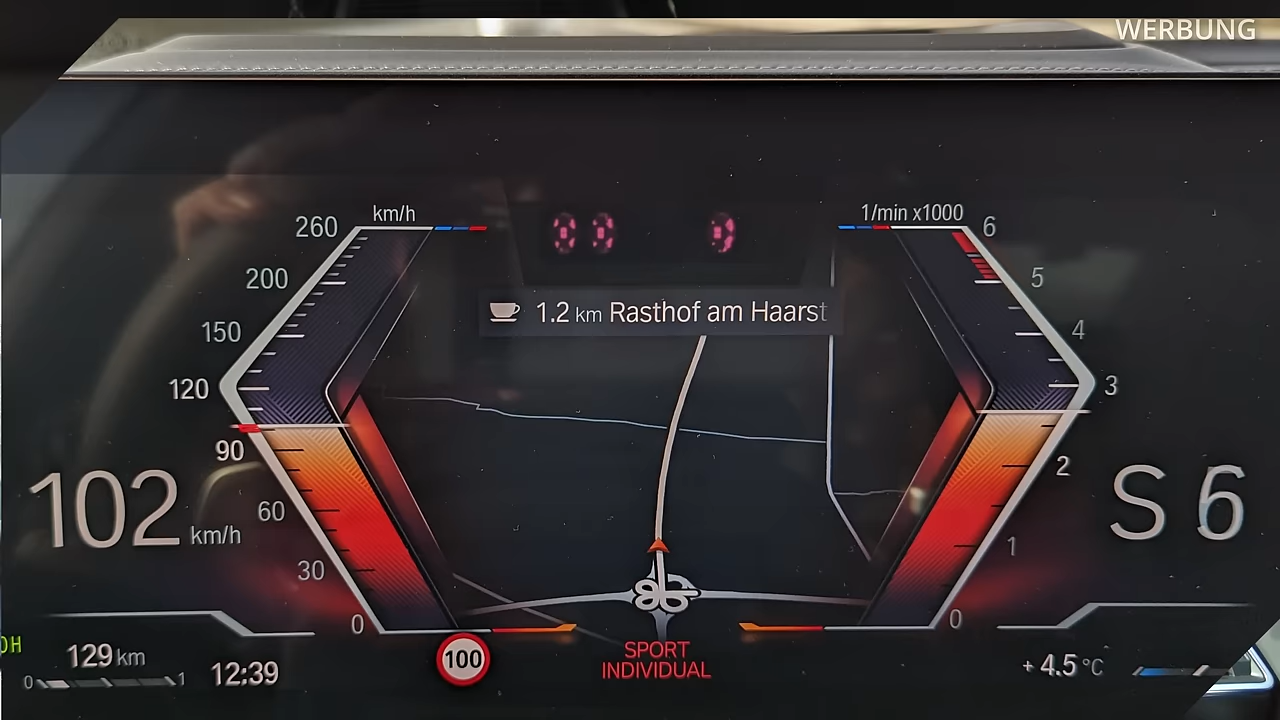 WERBUNG
260
km/h
1/min x1000
6
200
5
1.2 km Rasthof am Haarst
150
4
120
3
90
2
102 km/h
S 6
60
1
30
0
0
100
SPORT
INDIVIDUAL
129 km
12:39
+ 4.5 °C
0
1